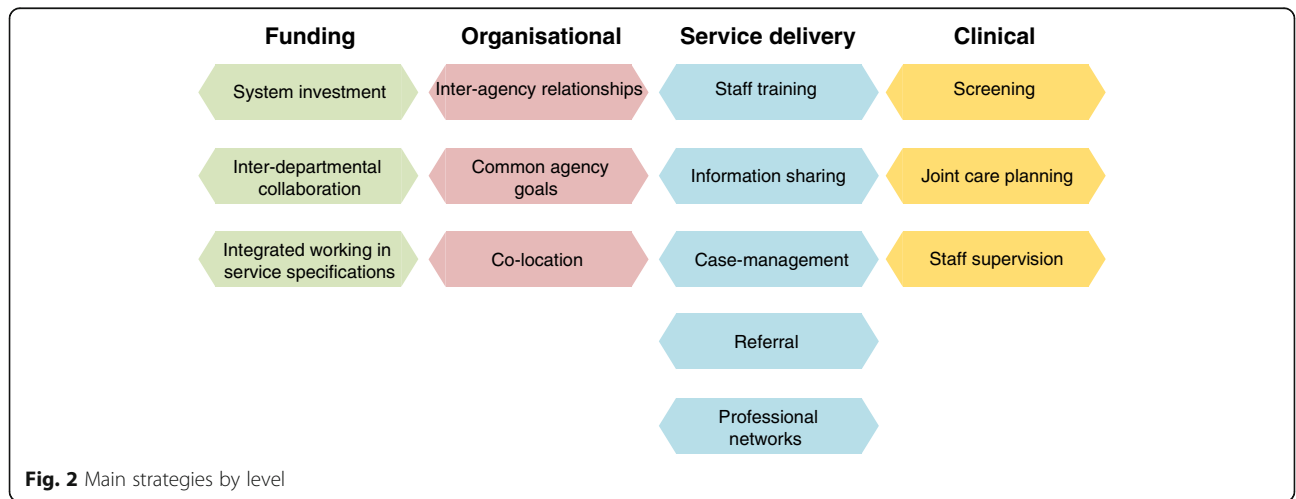 Funding
Organisational
Service delivery
Clinical
System investment
Inter-agency relationships
Staff training
Screening
Inter-departmental
collaboration
Common agency
goals
Information sharing
Joint care planning
Integrated working in
service specifications
Co-location
Case-management
Staff supervision
Referral
Professional
networks
Fig. 2 Main strategies by level